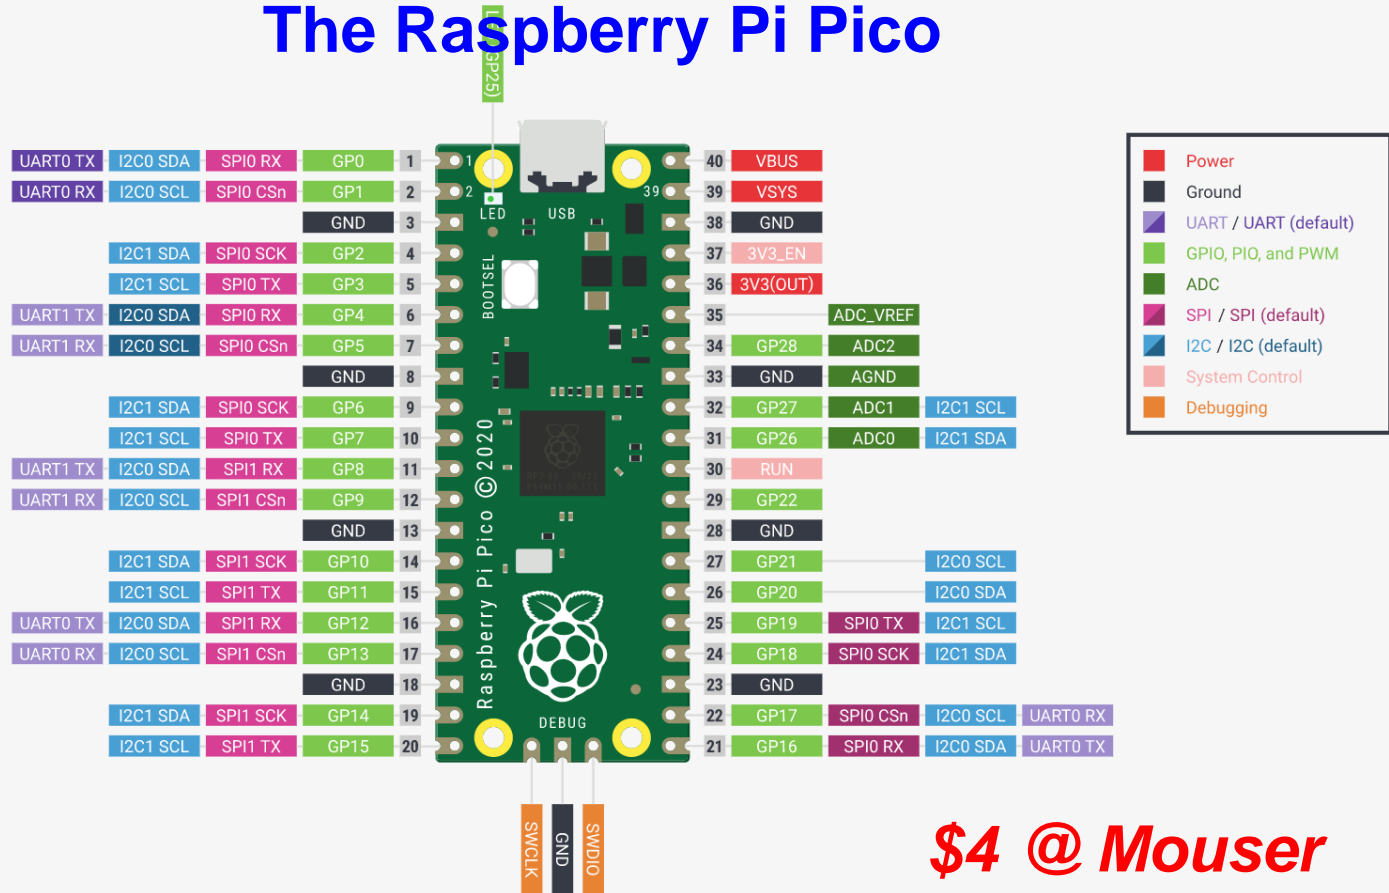 The Raspberry Pi Pico
GP25)
UART0 TX I2C0 SDA SPI0 RX GP0 1 1 40 VBUS
UART0 RX I2C0 SCL SPI0 CSn GP1 2 2 39 39 VSYS
LED USB
GND 3 38 GND
I2C1 SDA SPI0 SCK GP2 4 37 3V3_EN
BOOTSEL
I2C1 SCL SPI0 TX GP3 5 36 3V3(OUT)
UART1 TX I2C0 SDA SPI0 RX GP4 6 35 ADC_VREF
UART1 RX I2C0 SCL SPI0 CSn GP5 7 34 GP28 ADC2
GND 8 33 GND AGND
I2C1 SDA SPI0 SCK GP6 9 32 GP27 ADC1 I2C1 SCL
I2C1 SCL SPI0 TX GP7 10 31 GP26 ADC0 I2C1 SDA
UART1 TX I2C0 SDA SPI1 RX GP8 11 30 RUN
UART1 RX I2C0 SCL SPI1 CSn GP9 12 29 GP22
Raspberry Pi Pico © 2020
GND 13 28 GND
I2C1 SDA SPI1 SCK GP10 14 27 GP21 I2C0 SCL
I2C1 SCL SPI1 TX GP11 15 26 GP20 I2C0 SDA
UART0 TX I2C0 SDA SPI1 RX GP12 16 25 GP19 SPI0 TX I2C1 SCL
UART0 RX I2C0 SCL SPI1 CSn GP13 17 24 GP18 SPI0 SCK I2C1 SDA
GND 18 23 GND
I2C1 SDA SPI1 SCK GP14 19 22 GP17 SPI0 CSn I2C0 SCL UART0 RX
DEBUG
I2C1 SCL SPI1 TX GP15 20 21 GP16 SPI0 RX I2C0 SDA UART0 TX
SWCLK GND SWDIO
Power
Ground
UART / UART (default)
GPIO, PIO, and PWM
ADC
SPI / SPI (default)
I2C / I2C (default)
System Control
Debugging
$4 @ Mouser